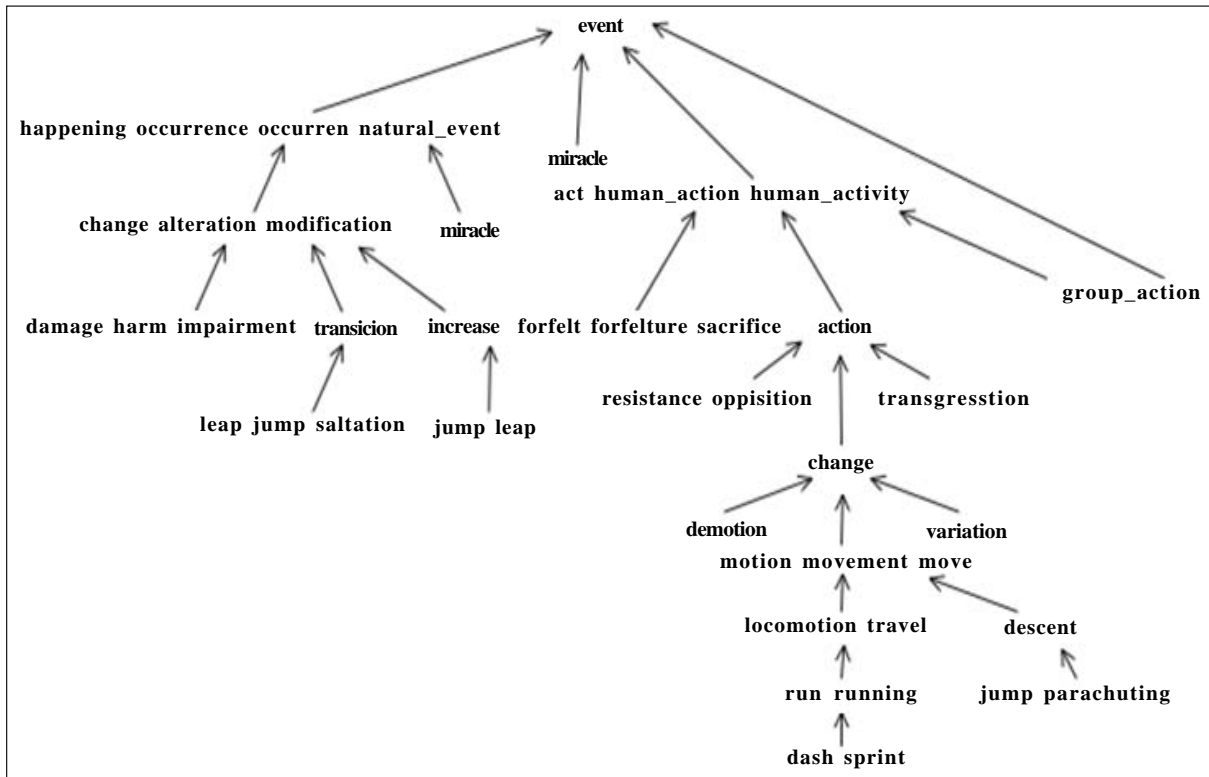 event
happening occurrence occurren natural_event
miracle
act human_action human_activity
change alteration modification
miracle
group_action
damage harm impairment
transicion
increase
forfelt forfelture sacrifice
action
resistance oppisition
transgresstion
leap jump saltation
jump leap
change
demotion
variation
motion movement move
locomotion travel
descent
run running
jump parachuting
dash sprint